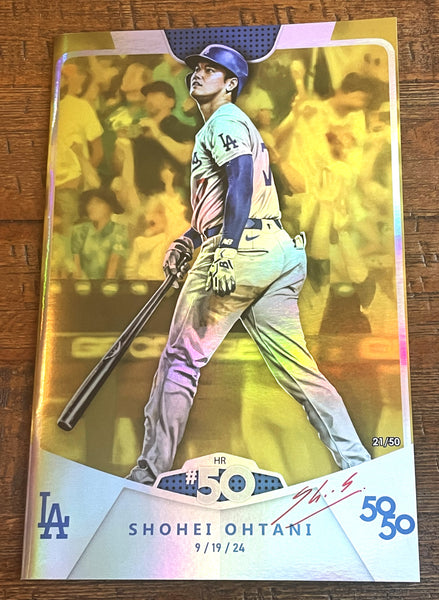 LA
21/50
HR
#50
LA
SHOHEI OHTANI
50
50
9 / 19 / 24